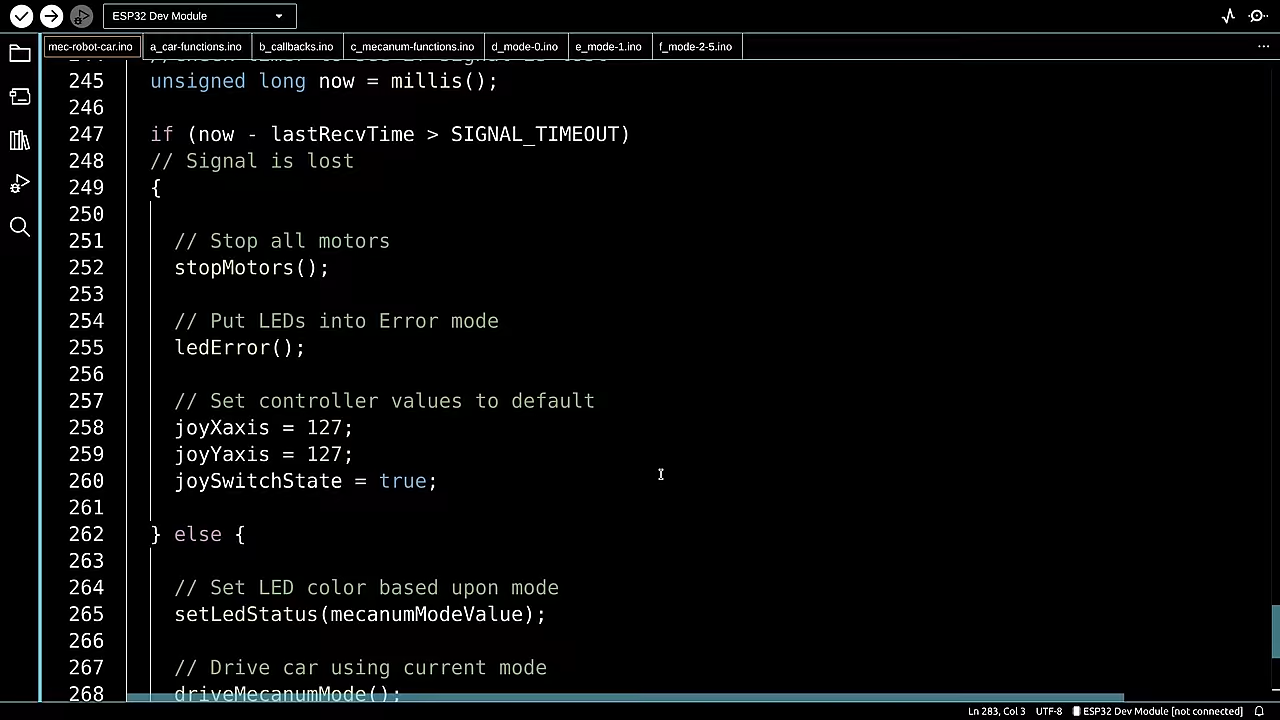 ESP32 Dev Module
mec-robot-car.ino a_car-functions.ino b_callbacks.ino c_mecanum-functions.ino d_mode-0.ino e_mode-1.ino f_mode-2-5.ino
245 unsigned long now = millis();
246
247 if (now - lastRecvTime > SIGNAL_TIMEOUT)
248 // Signal is lost
249 {
250
251 // Stop all motors
252 stopMotors();
253
254 // Put LEDs into Error mode
255 ledError();
256
257 // Set controller values to default
258 joyXaxis = 127;
259 joyYaxis = 127;
260 joySwitchState = true;
261
262 } else {
263
264 // Set LED color based upon mode
265 setLedStatus(mecanumModeValue);
266
267 // Drive car using current mode
268 driveMecanumMode();
Ln 283, Col 3 UTF-8 ESP32 Dev Module [not connected]